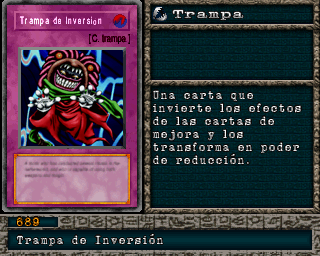 Trampa de Inversión
[C. trampa]
Trampa
Una carta que
invierte los efectos
de las cartas de
mejora y los
transforma en poder
de reducción.
689
Trampa de Inversión